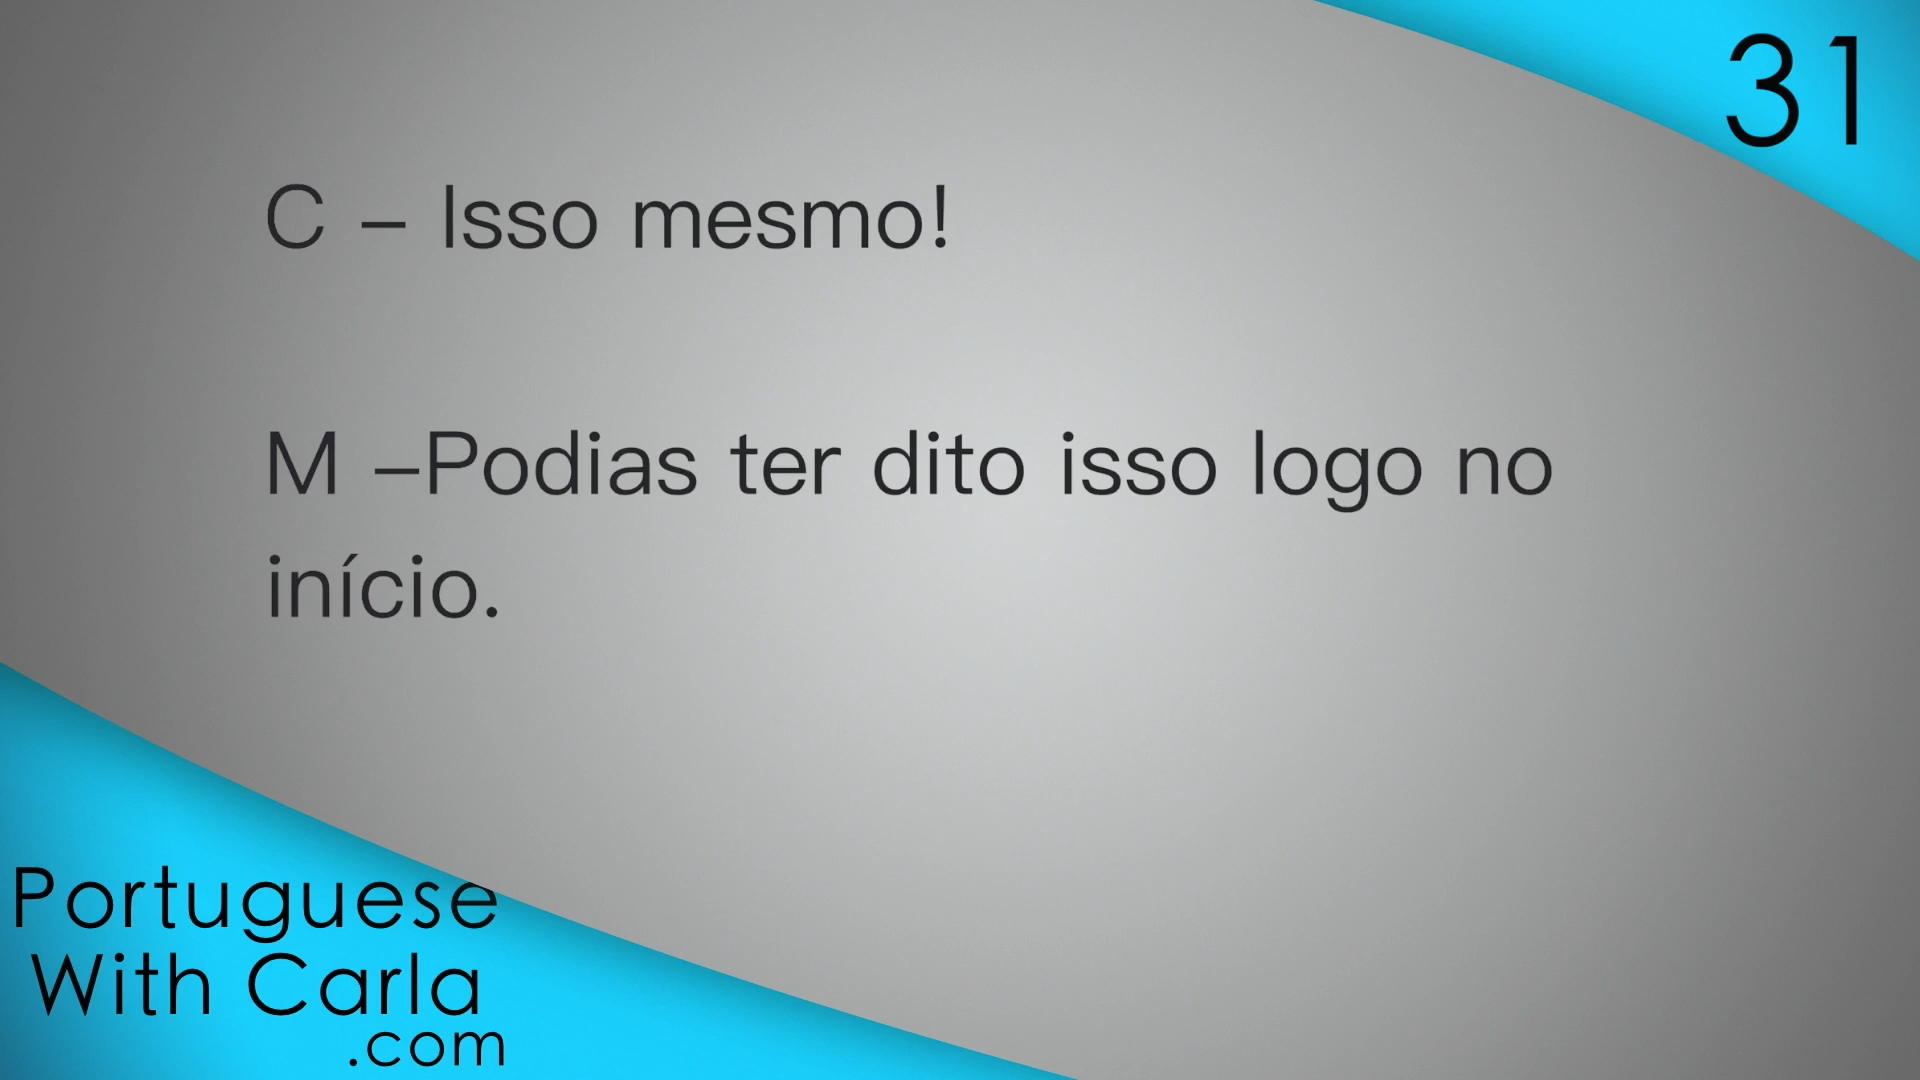 31
C – Isso mesmo!
M –Podias ter dito isso logo no
início.
Portuguese
With Carla
.com